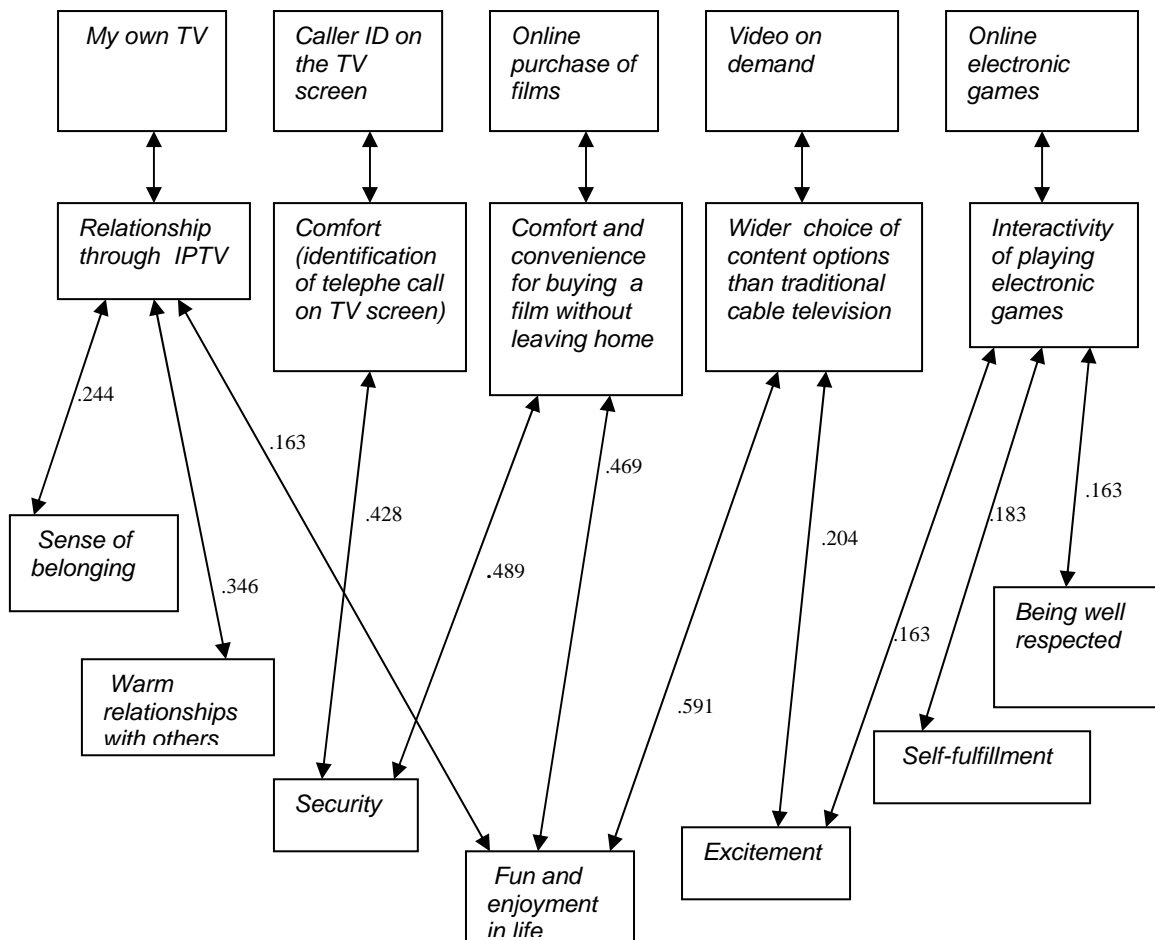 My own TV
Caller ID on
the TV
screen
Online
purchase of
films
Video on
demand
Online
electronic
games
Relationship
through IPTV
Comfort
(identification
of telephe call
on TV screen)
Comfort and
convenience
for buying a
film without
leaving home
Wider choice of
content options
than traditional
cable television
Interactivity
of playing
electronic
games
.244
.163
.469
.428
.489
.346
.591
.204
.183
.163
.163
Sense of
belonging
Being well
respected
Warm
relationships
with others
Self-fulfillment
Security
Excitement
Fun and
enjoyment
in life